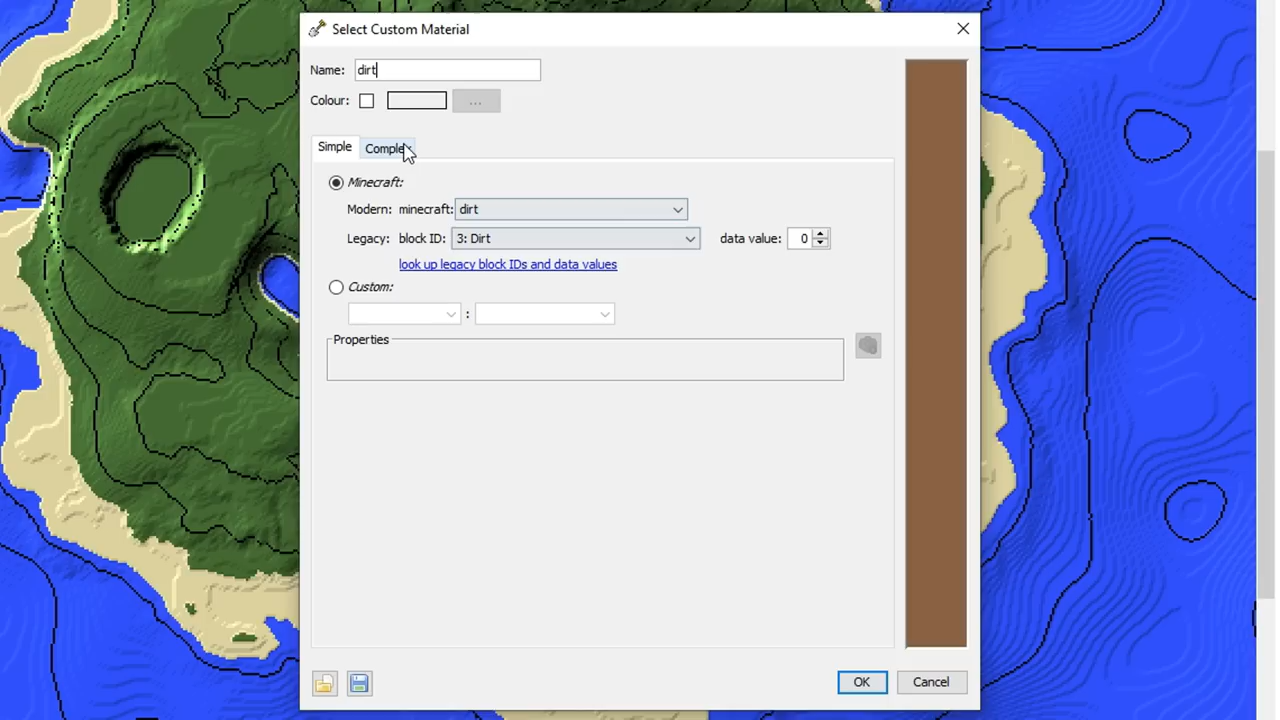 Select Custom Material
Name: dirt
Colour: ...
Simple Complex
Minecraft:
Modern: minecraft: dirt
Legacy: block ID: 3: Dirt data value: 0
look up legacy block IDs and data values
Custom:
:
Properties
OK Cancel